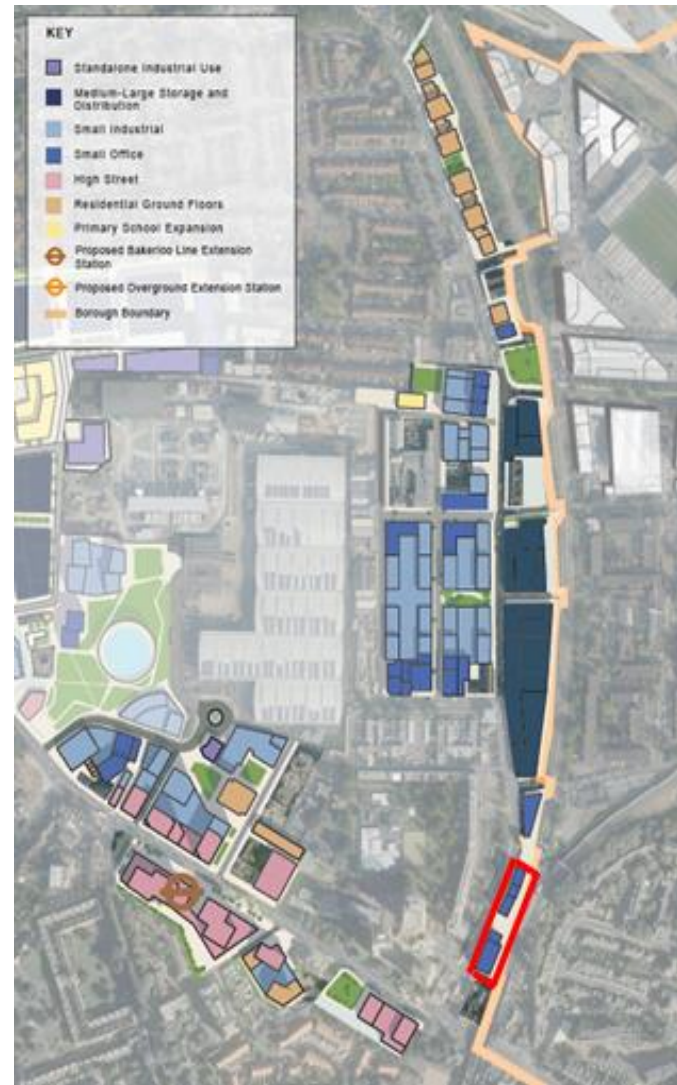 KEY
Standalone Industrial Use
Medium-Large Storage and
Distribution
Small Industrial
Small Office
High Street
Residential Ground Floors
Primary School Expansion
Proposed Bakerloo Line Extension
Station
Proposed Overground Extension Station
Borough Boundary